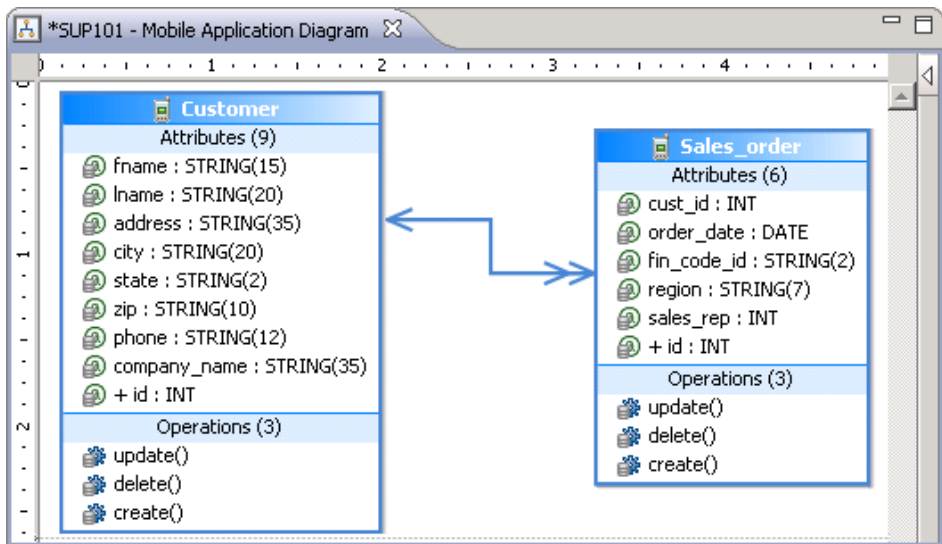 *SUP101 - Mobile Application Diagram
1 2 3 4
0
1
2
Customer
Attributes (9)
fname : STRING(15)
lname : STRING(20)
address : STRING(35)
city : STRING(20)
state : STRING(2)
zip : STRING(10)
phone : STRING(12)
company_name : STRING(35)
+ id : INT
Operations (3)
update()
delete()
create()
Sales_order
Attributes (6)
cust_id : INT
order_date : DATE
fin_code_id : STRING(2)
region : STRING(7)
sales_rep : INT
+ id : INT
Operations (3)
update()
delete()
create()